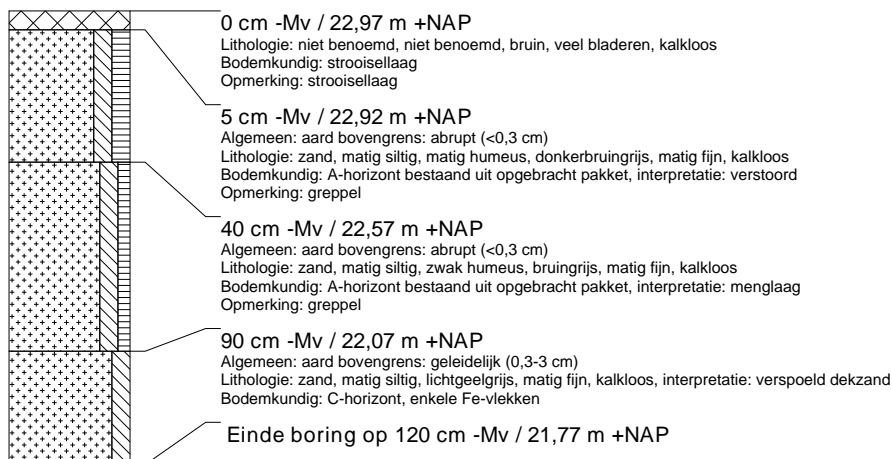 0 cm -Mv / 22,97 m +NAP
Lithologie: niet benoemd, niet benoemd, bruin, veel bladeren, kalkloos
Bodemkundig: strooisellaag
Opmerking: strooisellaag
5 cm -Mv / 22,92 m +NAP
Algemeen: aard bovengrens: abrupt (<0,3 cm)
Lithologie: zand, matig siltig, matig humeus, donkerbruingrijs, matig fijn, kalkloos
Bodemkundig: A-horizont bestaand uit opgebracht pakket, interpretatie: verstoord
Opmerking: greppel
40 cm -Mv / 22,57 m +NAP
Algemeen: aard bovengrens: abrupt (<0,3 cm)
Lithologie: zand, matig siltig, zwak humeus, bruingrijs, matig fijn, kalkloos
Bodemkundig: A-horizont bestaand uit opgebracht pakket, interpretatie: menglaag
Opmerking: greppel
90 cm -Mv / 22,07 m +NAP
Algemeen: aard bovengrens: geleidelijk (0,3-3 cm)
Lithologie: zand, matig siltig, lichtgeelgrijs, matig fijn, kalkloos, interpretatie: verspoeld dekzand
Bodemkundig: C-horizont, enkele Fe-vlekken
Einde boring op 120 cm -Mv / 21,77 m +NAP